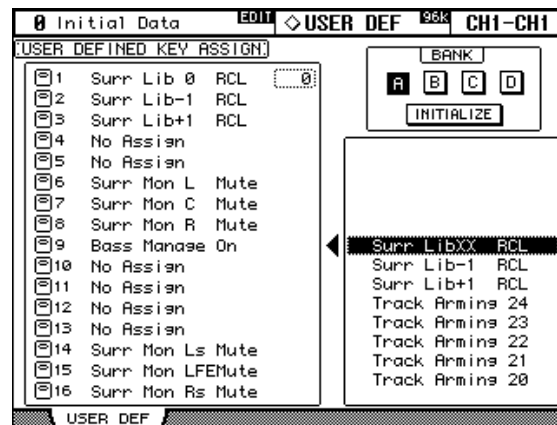 0 Initial Data EDIT ◇USER DEF 96k CH1-CH1
USER DEFINED KEY ASSIGN
1 Surr Lib 0 RCL 0
2 Surr Lib-1 RCL
3 Surr Lib+1 RCL
4 No Assign
5 No Assign
6 Surr Mon L Mute
7 Surr Mon C Mute
8 Surr Mon R Mute
9 Bass Manage On
10 No Assign
11 No Assign
12 No Assign
13 No Assign
14 Surr Mon Ls Mute
15 Surr Mon LFEMute
16 Surr Mon Rs Mute
BANK
A B C D
INITIALIZE
Surr LibXX RCL
Surr Lib-1 RCL
Surr Lib+1 RCL
Track Arming 24
Track Arming 23
Track Arming 22
Track Arming 21
Track Arming 20
USER DEF